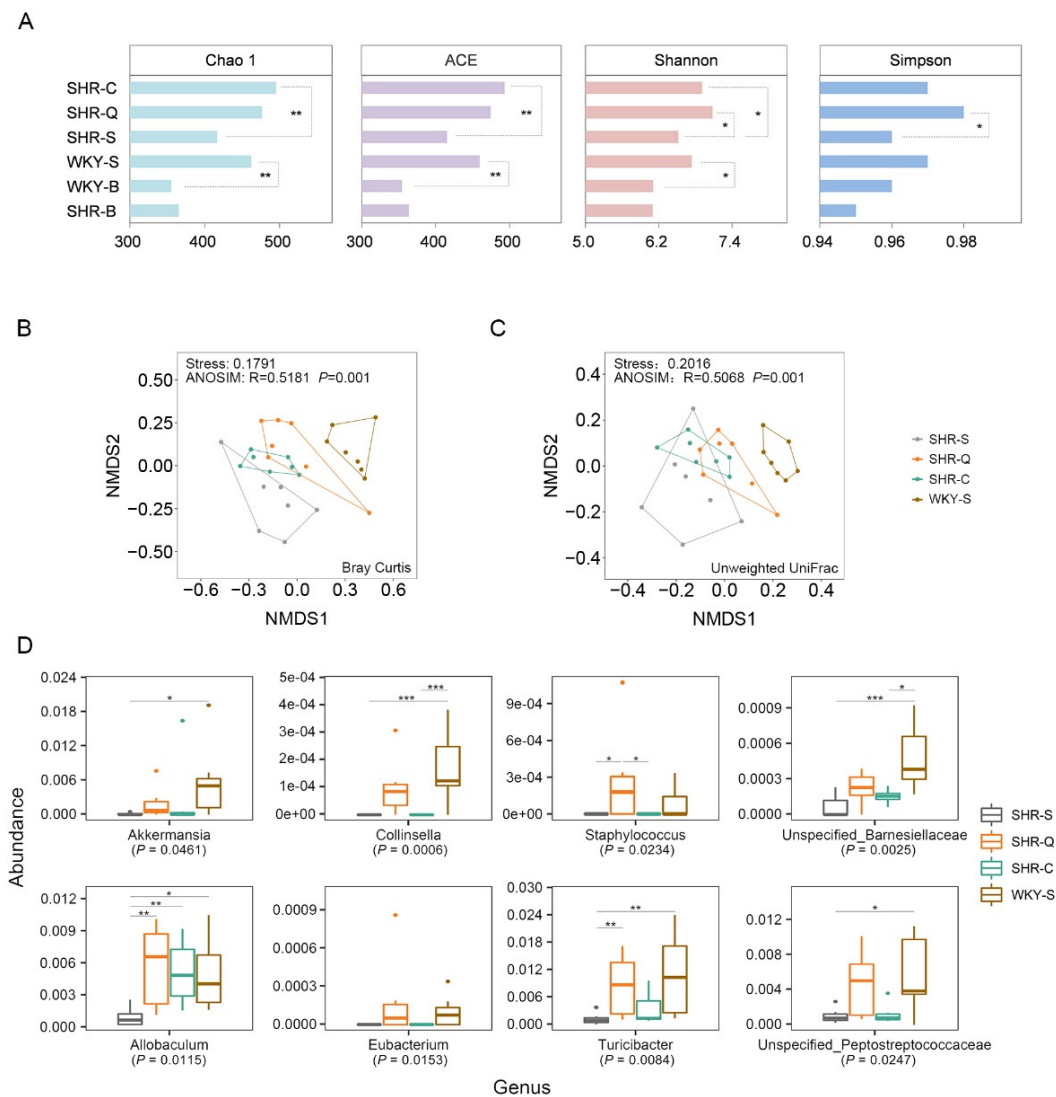 A
Chao 1 ACE Shannon Simpson
SHR-C
SHR-Q
SHR-S
WKY-S
WKY-B
SHR-B
** ** * * *
** ** *
300 400 500 300 400 500 5.0 6.2 7.4 0.94 0.96 0.98
B
Stress: 0.1791
ANOSIM: R=0.5181 P=0.001
0.50
0.25
0.00
−0.25
−0.50
NMDS2
Bray Curtis
−0.6 −0.3 0.0 0.3 0.6
NMDS1
C
Stress: 0.2016
ANOSIM: R=0.5068 P=0.001
0.4
0.2
0.0
−0.2
−0.4
NMDS2
Unweighted UniFrac
−0.4 −0.2 0.0 0.2 0.4
NMDS1
SHR-S
SHR-Q
SHR-C
WKY-S
D
Abundance
0.024
0.018
0.012
0.006
0.000
*
Akkermansia
(P = 0.0461)
5e-04
4e-04
3e-04
2e-04
1e-04
0e+00
***
***
Collinsella
(P = 0.0006)
9e-04
6e-04
3e-04
0e+00
* *
Staphylococcus
(P = 0.0234)
0.0009
0.0006
0.0003
0.0000
*
***
Unspecified_Barnesiellaceae
(P = 0.0025)
0.012
0.009
0.006
0.003
0.000
*
**
**
Allobaculum
(P = 0.0115)
0.0009
0.0006
0.0003
0.0000
Eubacterium
(P = 0.0153)
0.030
0.024
0.018
0.012
0.006
0.000
**
**
Turicibacter
(P = 0.0084)
0.012
0.008
0.004
0.000
*
Unspecified_Peptostreptococcaceae
(P = 0.0247)
SHR-S
SHR-Q
SHR-C
WKY-S
Genus